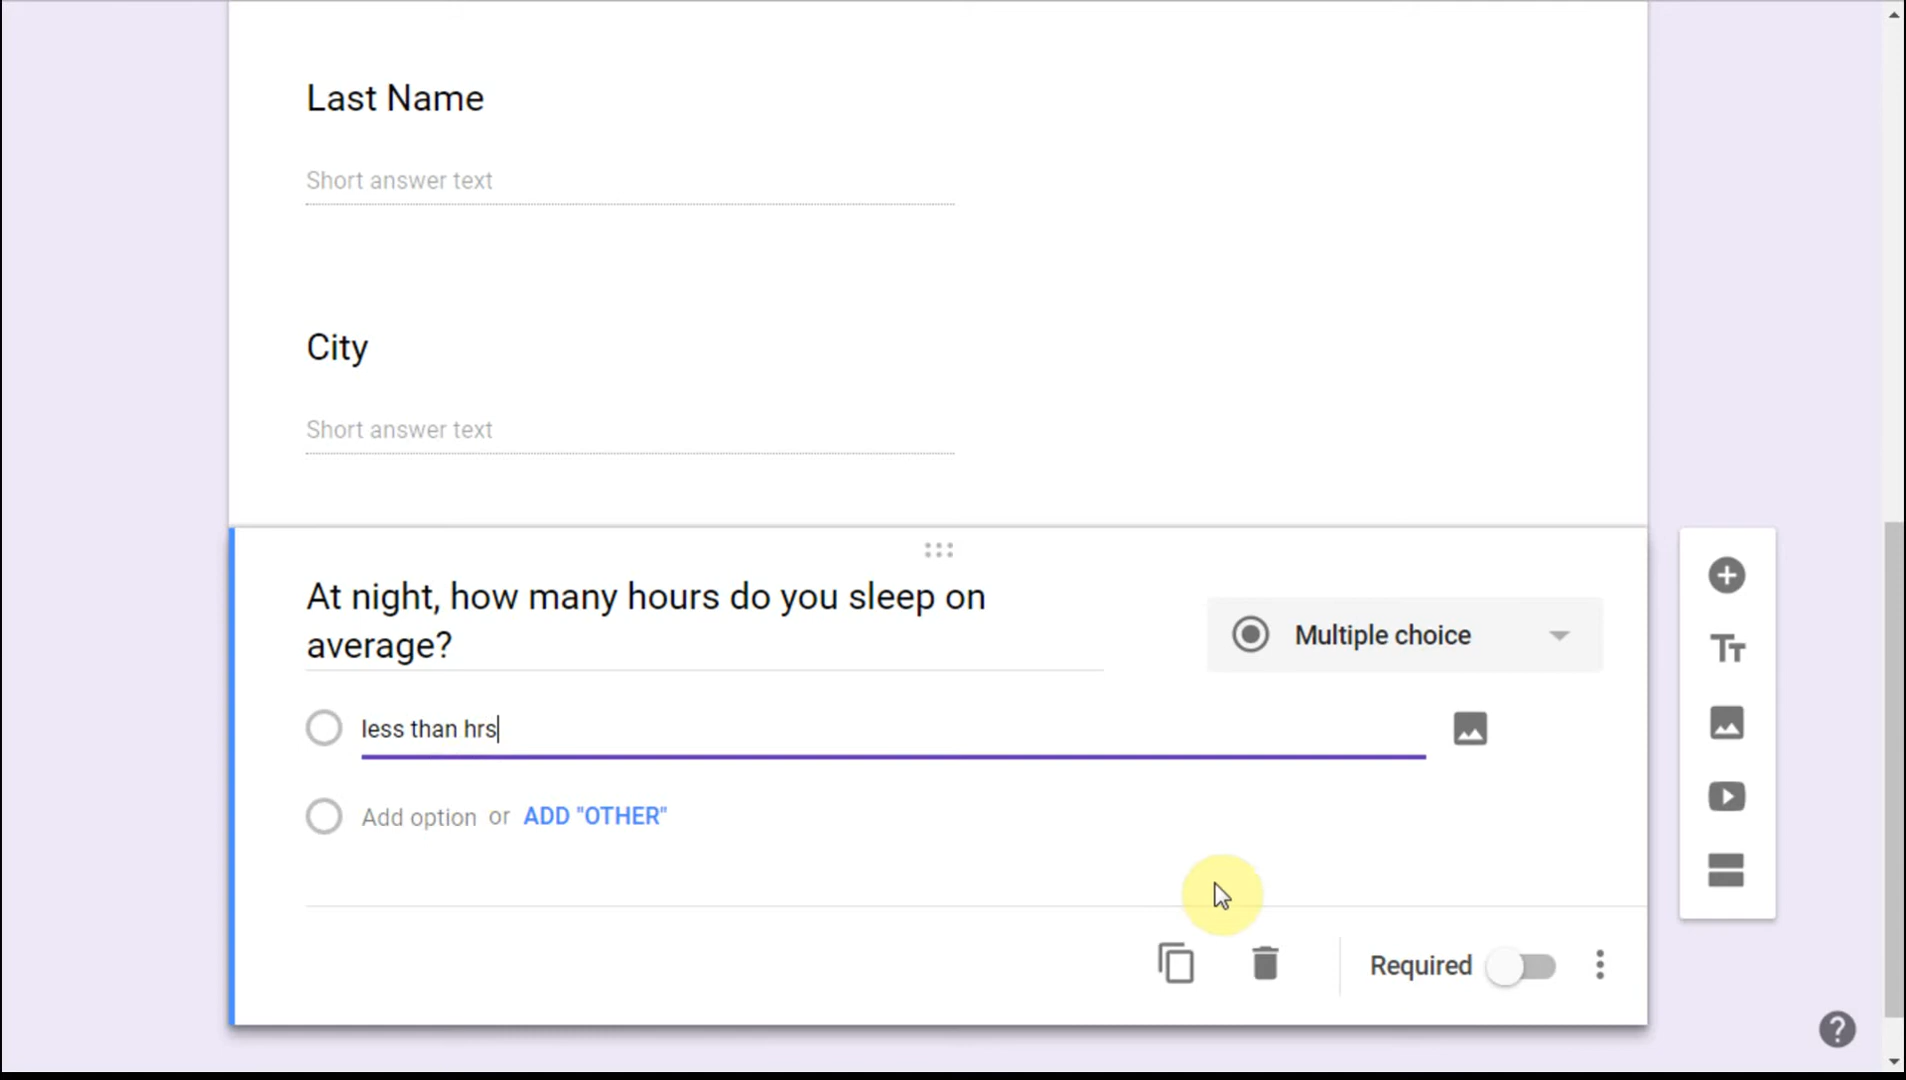 Last Name
Short answer text
City
Short answer text
At night, how many hours do you sleep on
average?
Multiple choice
less than hrs
Add option or ADD "OTHER"
Required